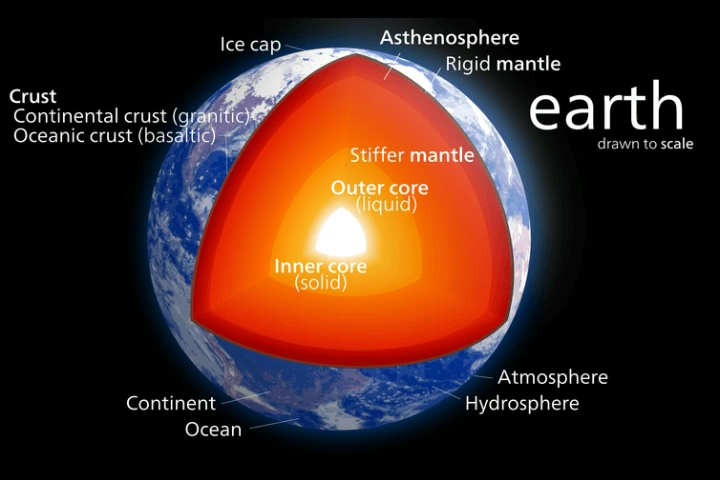 Ice cap
Asthenosphere
Rigid mantle
earth
drawn to scale
Crust
Continental crust (granitic)
Oceanic crust (basaltic)
Stiffer mantle
Outer core
(liquid)
Inner core
(solid)
Atmosphere
Hydrosphere
Continent
Ocean